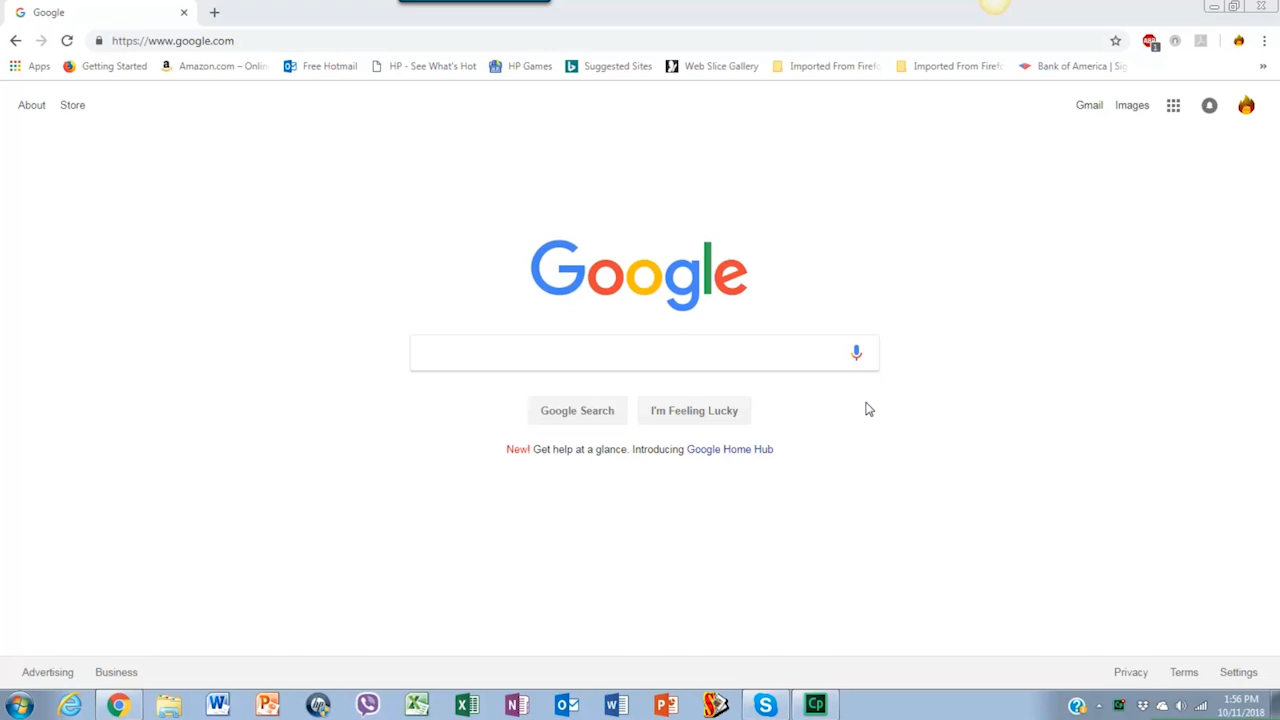 Google
https://www.google.com
Apps Getting Started Amazon.com – Onlin Free Hotmail HP - See What's Hot HP Games Suggested Sites Web Slice Gallery Imported From Firefo Imported From Firefo Bank of America | Sig »
About Store Gmail Images
Google
Google Search I'm Feeling Lucky
New! Get help at a glance. Introducing Google Home Hub
Advertising Business Privacy Terms Settings
1:56 PM
10/11/2018